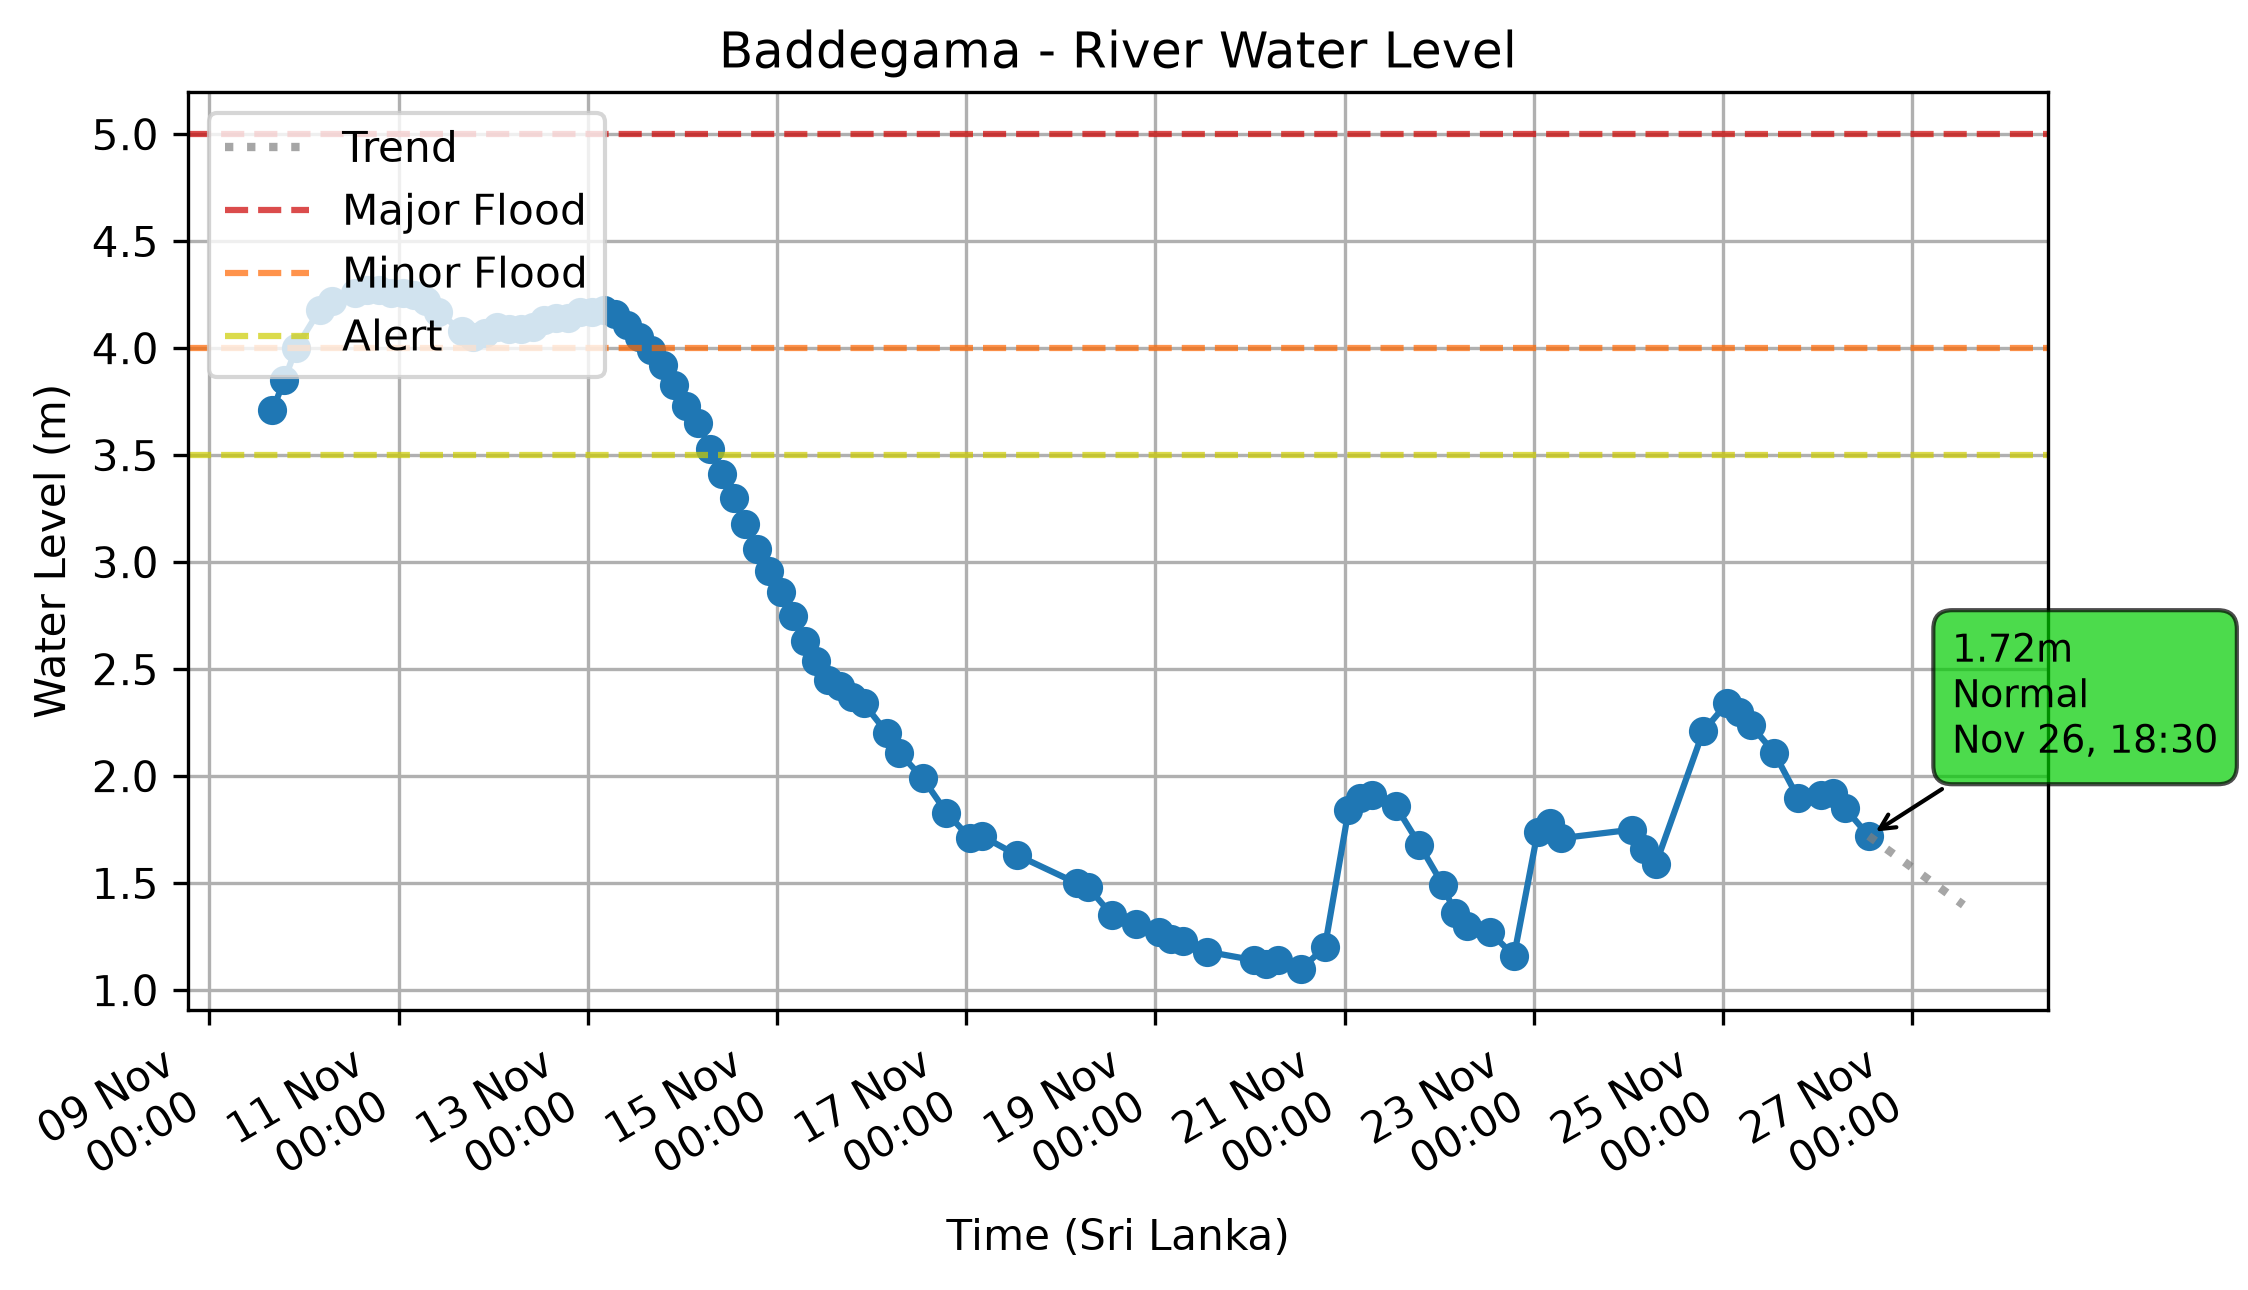 Baddegama - River Water Level
Water Level (m)
5.0
4.5
4.0
3.5
3.0
2.5
2.0
1.5
1.0
Trend
Major Flood
Minor Flood
Alert
1.72m
Normal
Nov 26, 18:30
09 Nov
00:00
11 Nov
00:00
13 Nov
00:00
15 Nov
00:00
17 Nov
00:00
19 Nov
00:00
21 Nov
00:00
23 Nov
00:00
25 Nov
00:00
27 Nov
00:00
Time (Sri Lanka)